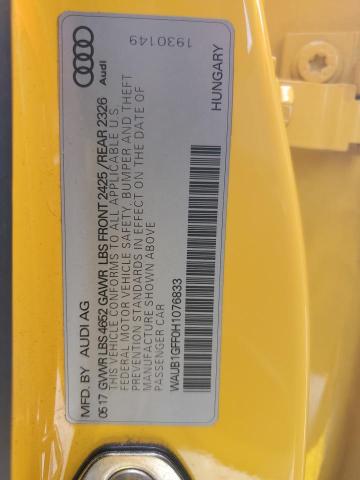 MFD. BY AUDI AG
05 17 GVWR LBS 4652 GAWR LBS FRONT 2425 / REAR 2326
THIS VEHICLE CONFORMS TO ALL APPLICABLE U.S.
FEDERAL MOTOR VEHICLE SAFETY, BUMPER AND THEFT
PREVENTION STANDARDS IN EFFECT ON THE DATE OF
MANUFACTURE SHOWN ABOVE
PASSENGER CAR
WAUB1GFF0H1076833
HUNGARY
Audi
1930149